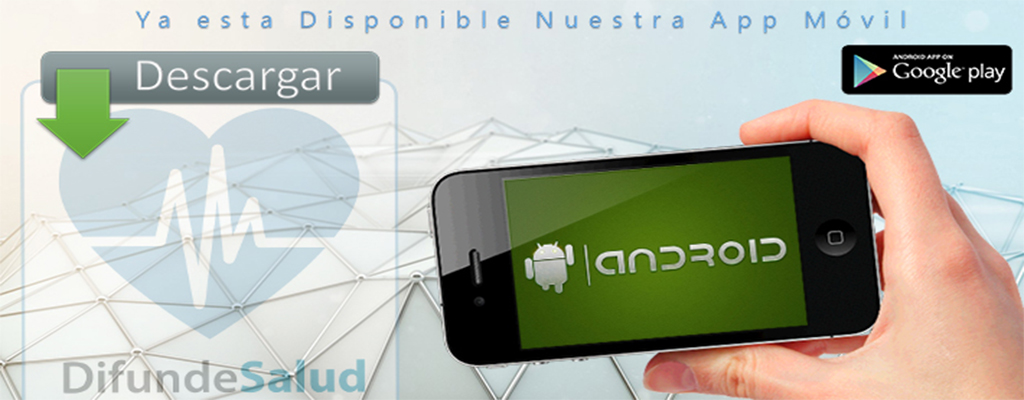 Ya esta Disponible Nuestra App Móvil
Descargar
ANDROID APP ON
Google play
ANDROID
DifundeSalud